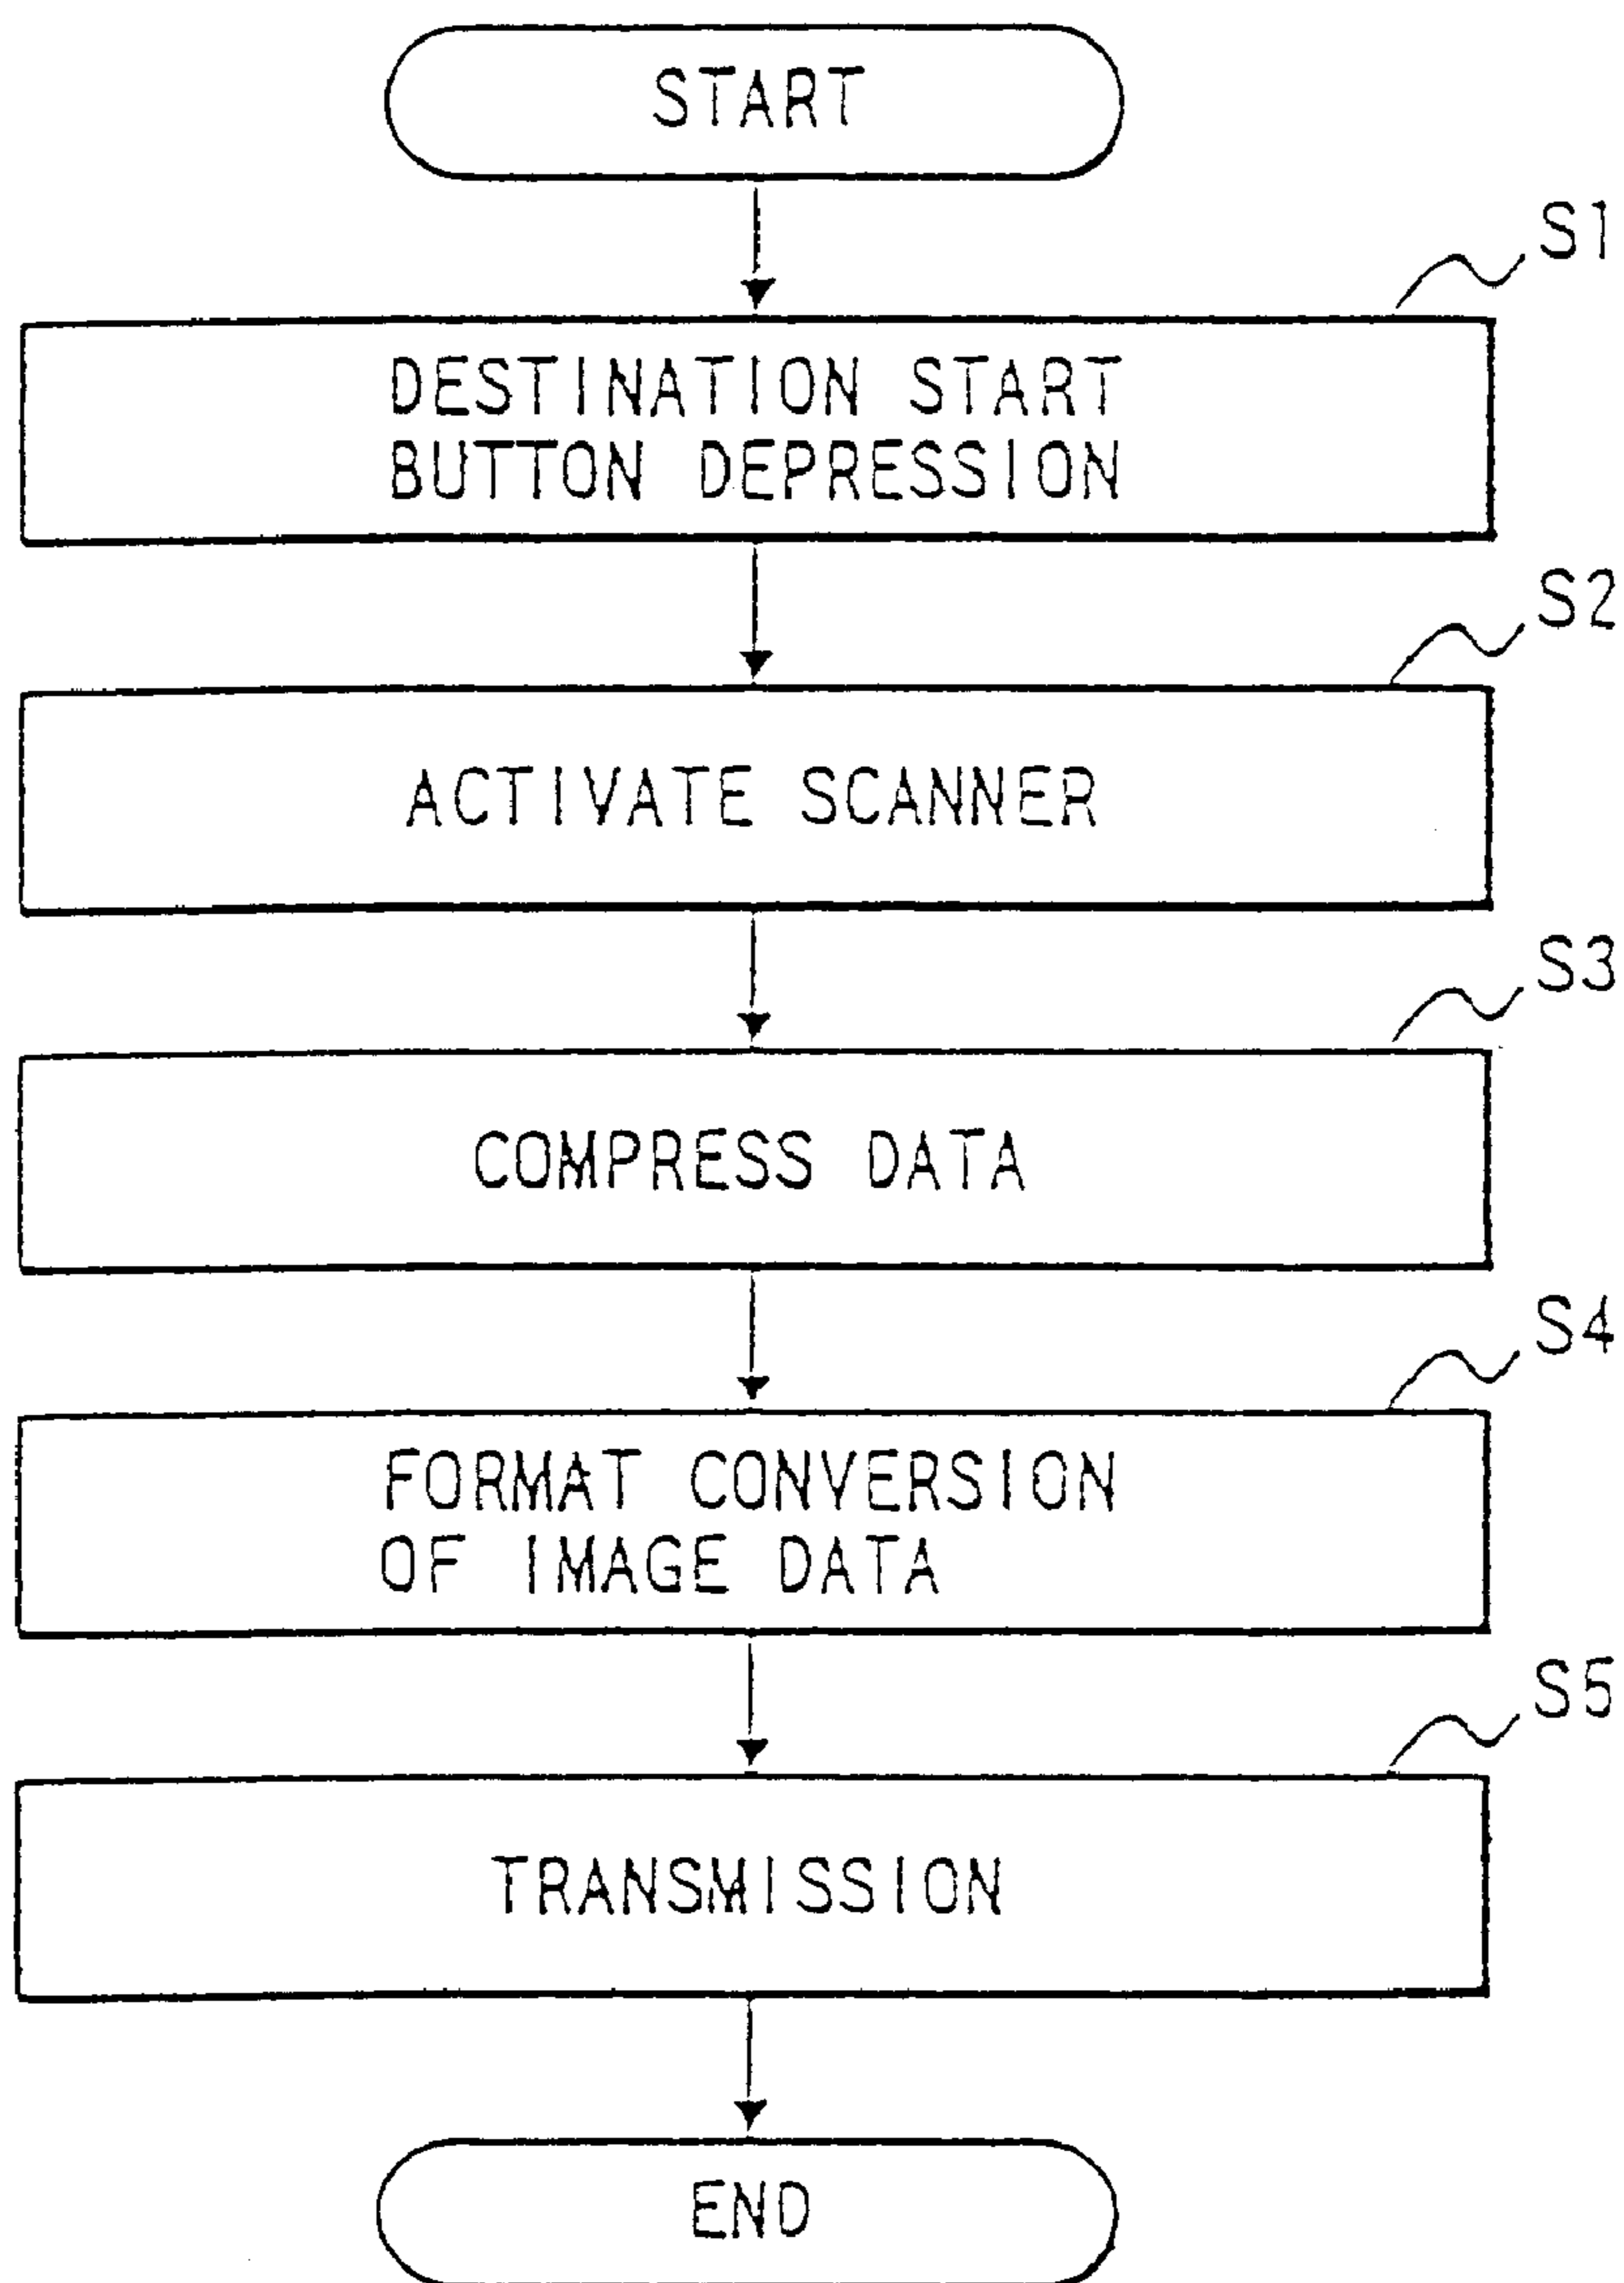 START
S1
DESTINATION START
BUTTON DEPRESSION
S2
ACTIVATE SCANNER
S3
COMPRESS DATA
S4
FORMAT CONVERSION
OF IMAGE DATA
S5
TRANSMISSION
END